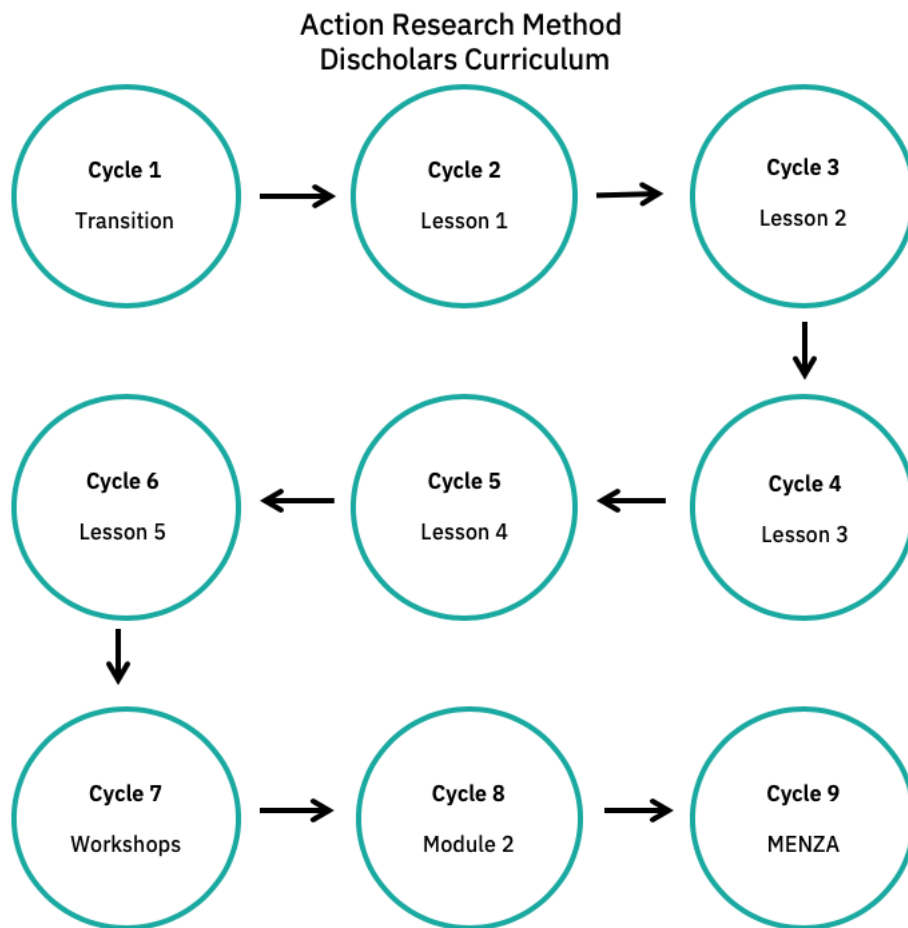 Action Research Method
Discholars Curriculum
Cycle 1
Transition
Cycle 2
Lesson 1
Cycle 3
Lesson 2
Cycle 4
Lesson 3
Cycle 5
Lesson 4
Cycle 6
Lesson 5
Cycle 7
Workshops
Cycle 8
Module 2
Cycle 9
MENZA